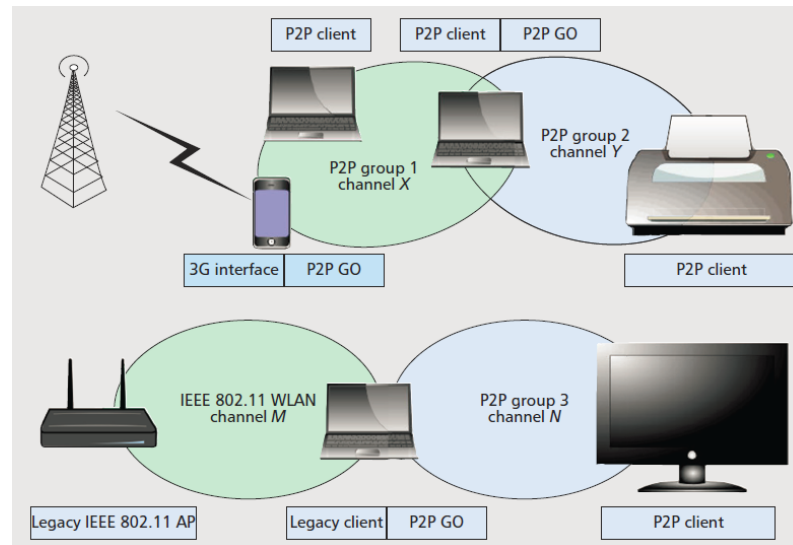 P2P client
P2P client P2P GO
P2P group 1
channel X
P2P group 2
channel Y
3G interface P2P GO
P2P client
IEEE 802.11 WLAN
channel M
P2P group 3
channel N
Legacy IEEE 802.11 AP
Legacy client P2P GO
P2P client